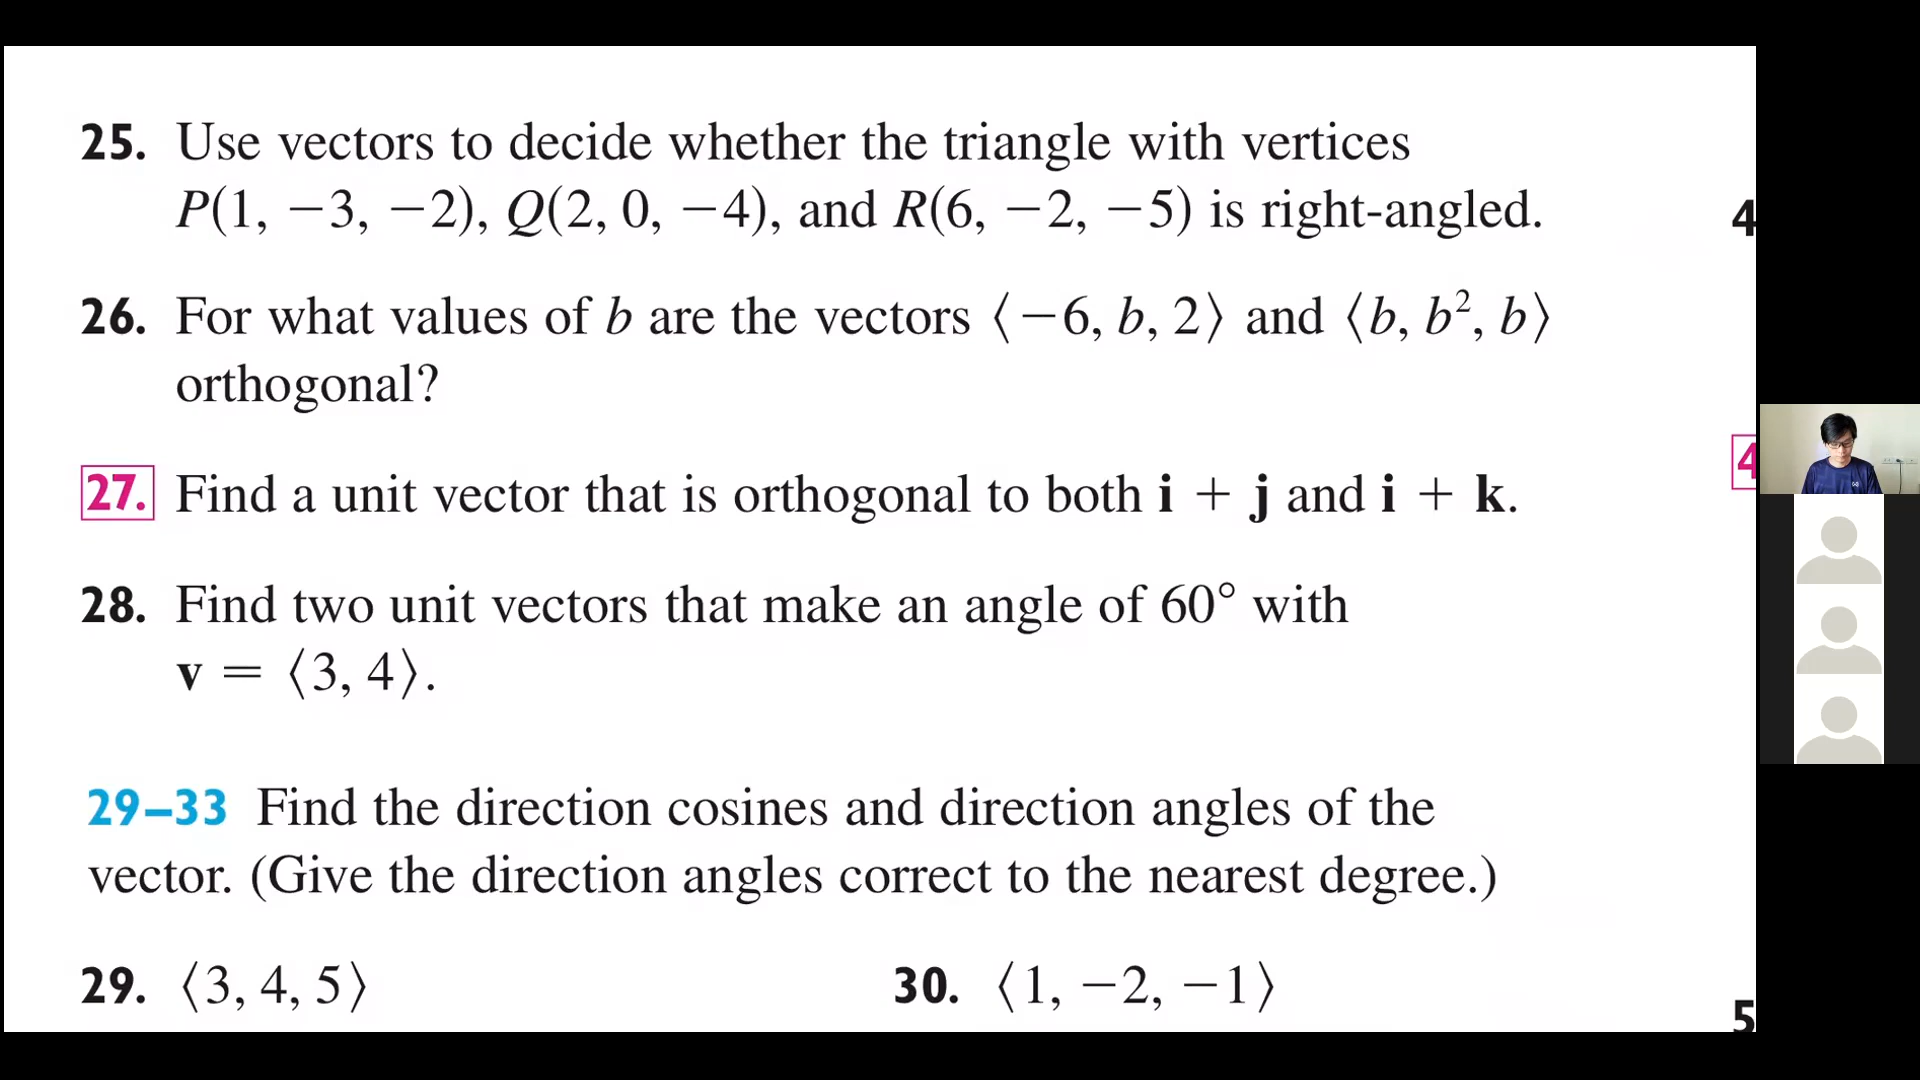 25. Use vectors to decide whether the triangle with vertices
P(1, −3, −2), Q(2, 0, −4), and R(6, −2, −5) is right-angled.
26. For what values of b are the vectors ⟨−6, b, 2⟩ and ⟨b, b², b⟩
orthogonal?
27. Find a unit vector that is orthogonal to both i + j and i + k.
28. Find two unit vectors that make an angle of 60° with
v = ⟨3, 4⟩.
29–33 Find the direction cosines and direction angles of the
vector. (Give the direction angles correct to the nearest degree.)
29. ⟨3, 4, 5⟩
30. ⟨1, −2, −1⟩
4
4
5